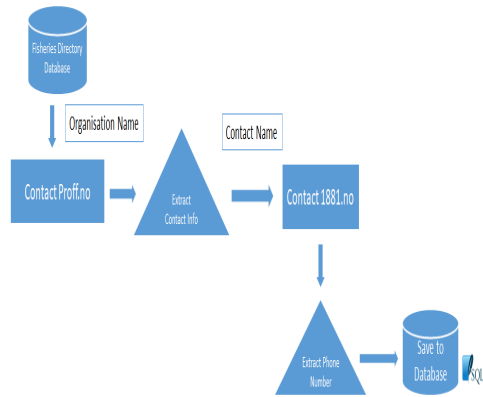 Fisheries Directory
Database
Organisation Name
Contact Name
Contact Proff.no
Extract
Contact Info
Contact 1881.no
Extract Phone
Number
Save to
Database
SQL